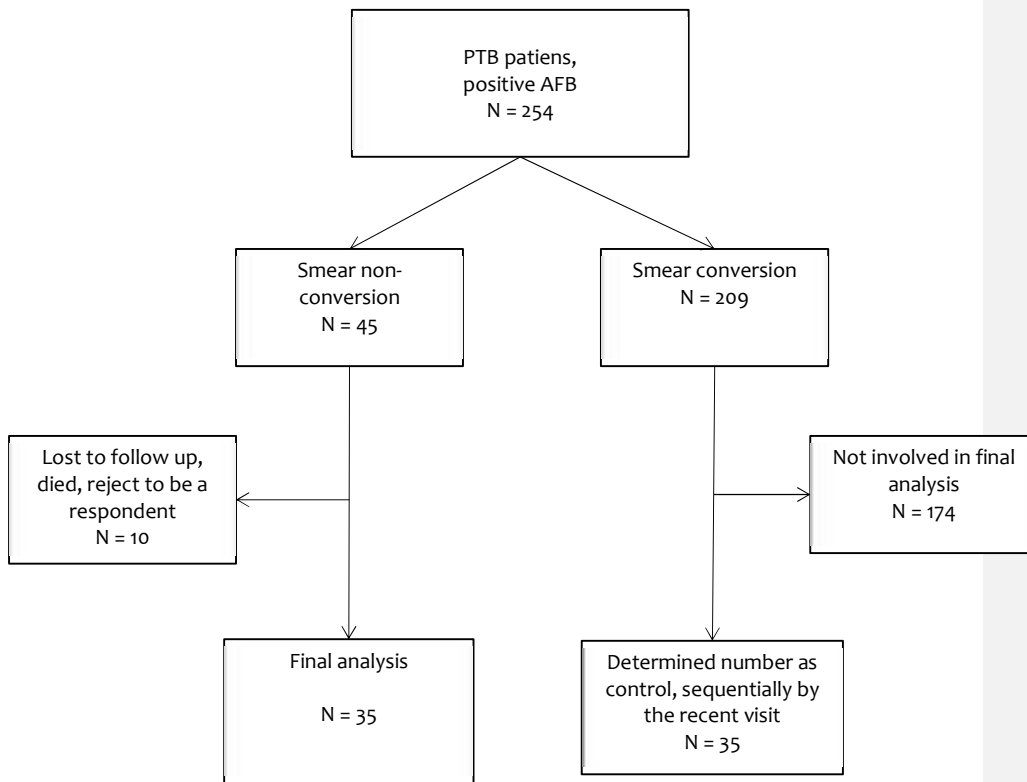 PTB patiens,
positive AFB
N = 254
Smear non-
conversion
N = 45
Smear conversion
N = 209
Lost to follow up,
died, reject to be a
respondent
N = 10
Not involved in final
analysis
N = 174
Final analysis
N = 35
Determined number as
control, sequentially by
the recent visit
N = 35